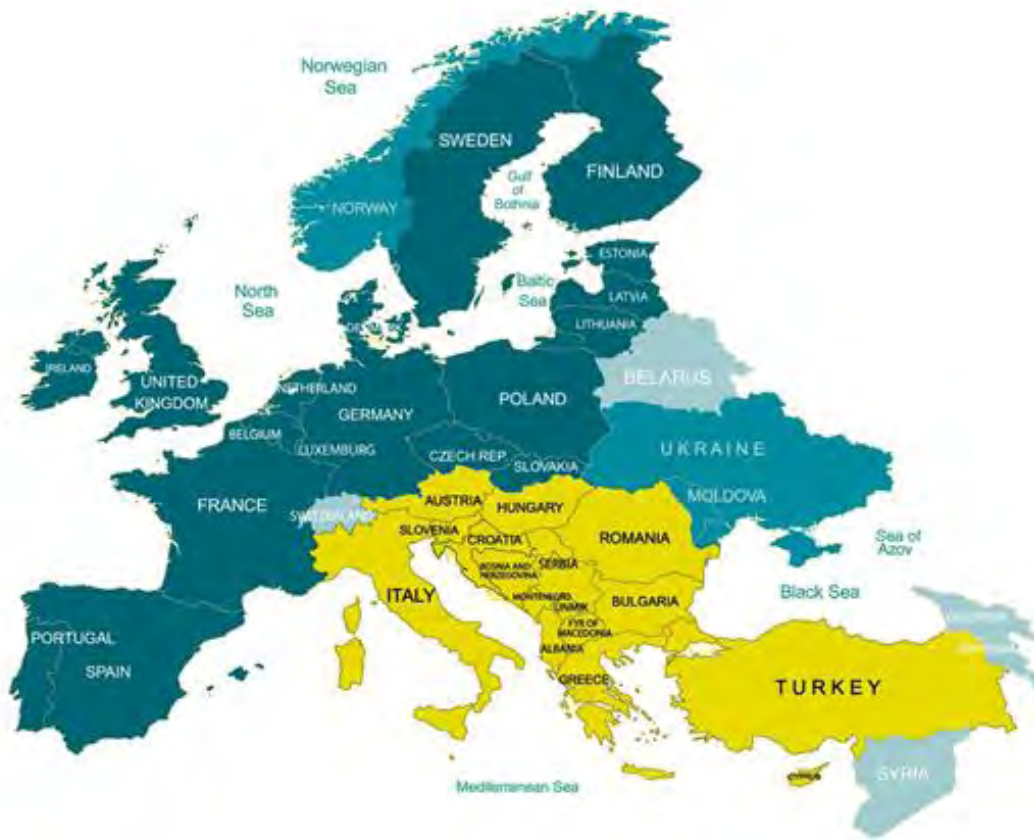 Norwegian
Sea
SWEDEN
FINLAND
Gulf
of
Bothnia
NORWAY
ESTONIA
North
Sea
Baltic
Sea
LATVIA
LITHUANIA
IRELAND
UNITED
KINGDOM
NETHERLAND
BELARUS
POLAND
GERMANY
BELGIUM
LUXEMBURG
CZECH REP
SLOVAKIA
UKRAINE
FRANCE
SWITZERLAND
AUSTRIA
HUNGARY
MOLDOVA
SLOVENIA
CROATIA
ROMANIA
Sea of
Azov
BOSNIA AND
HERZEGOVINA
SERBIA
Black Sea
ITALY
MONTENEGRO
UNMIK
BULGARIA
FYR OF
MACEDONIA
PORTUGAL
SPAIN
ALBANIA
GREECE
TURKEY
CYPRUS
SYRIA
Mediterranean Sea